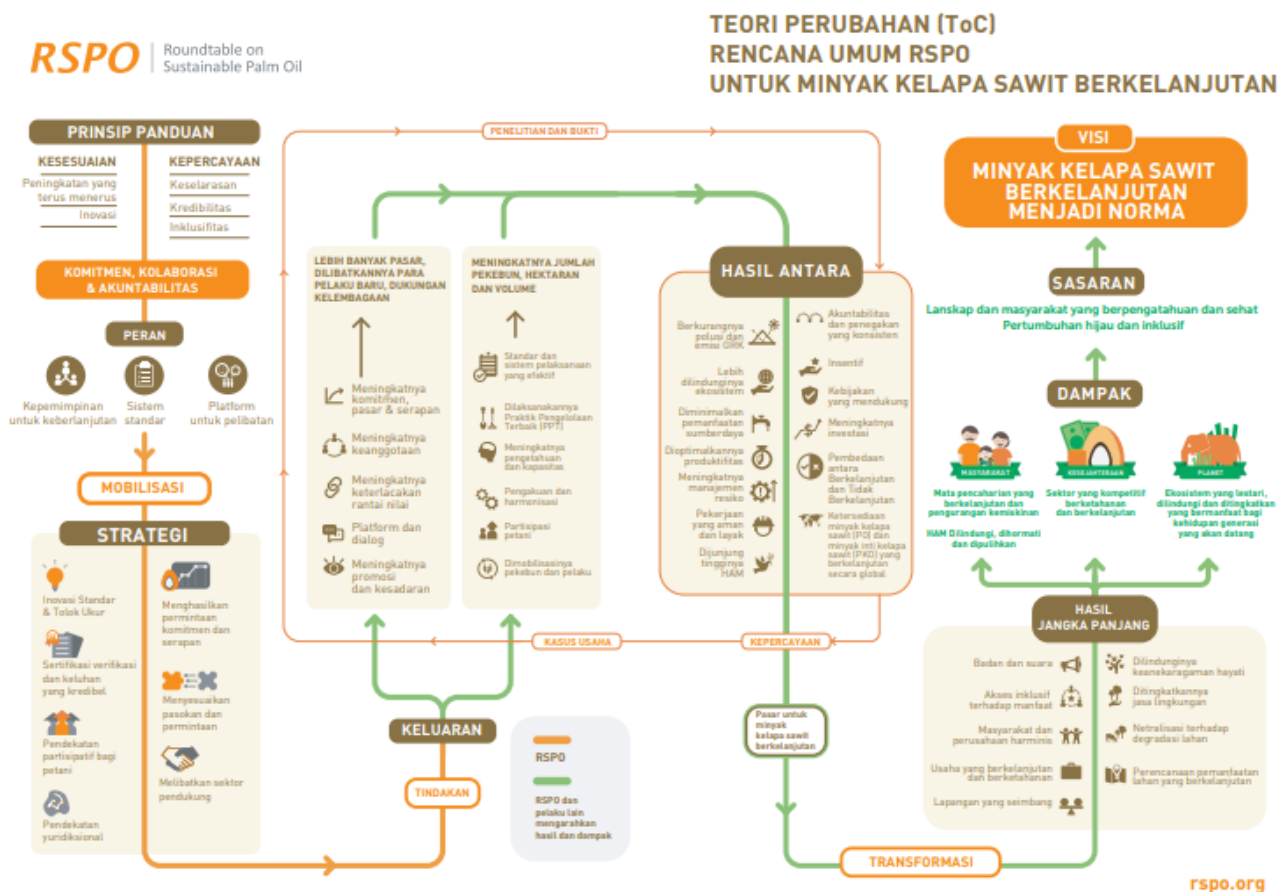 RSPO
Roundtable on
Sustainable Palm Oil
TEORI PERUBAHAN (ToC)
RENCANA UMUM RSPO
UNTUK MINYAK KELAPA SAWIT BERKELANJUTAN
PRINSIP PANDUAN
KESESUAIAN
Peningkatan yang
terus menerus
Inovasi
KEPERCAYAAN
Keselarasan
Kredibilitas
Inklusifitas
KOMITMEN, KOLABORASI
& AKUNTABILITAS
PERAN
Kepemimpinan
untuk keberlanjutan
Sistem
standar
Platform
untuk pelibatan
MOBILISASI
STRATEGI
Inovasi Standar
& Tolok Ukur
Sertifikasi verifikasi
dan keluhan
yang kredibel
Pendekatan
partisipatif bagi
petani
Pendekatan
yuridiksional
Menghasilkan
permintaan
komitmen dan
serapan
Menyesuaikan
pasokan dan
permintaan
Melibatkan sektor
pendukung
PENELITIAN DAN BUKTI
LEBIH BANYAK PASAR,
DILIBATKANNYA PARA
PELAKU BARU, DUKUNGAN
KELEMBAGAAN
Meningkatnya
komitmen,
pasar & serapan
Meningkatnya
keanggotaan
Meningkatnya
keterlacakan
rantai nilai
Platform dan
dialog
Meningkatnya
promosi
dan kesadaran
MENINGKATNYA JUMLAH
PEKEBUN, HEKTARAN
DAN VOLUME
Standar dan
sistem pelaksanaan
yang efektif
Dilaksanakannya
Praktik Pengelolaan
Terbaik (PPT)
Meningkatnya
pengetahuan
dan kapasitas
Pengakuan dan
harmonisasi
Partisipasi
petani
Dimobilisasinya
pekebun dan pelaku
KASUS USAHA
KEPERCAYAAN
KELUARAN
TINDAKAN
RSPO
RSPO dan
pelaku lain
mengarahkan
hasil dan dampak
HASIL ANTARA
Berkurangnya
polusi dan
emisi GRK
Lebih
dilindunginya
ekosistem
Diminimalkan
pemanfaatan
sumberdaya
Dioptimalkannya
produktifitas
Meningkatnya
manajemen
resiko
Pekerjaan
yang aman
dan layak
Dijunjung
tingginya
HAM
Akuntabilitas
dan penegakan
yang konsisten
Insentif
Kebijakan
yang mendukung
Meningkatnya
investasi
Pembedaan
antara
Berkelanjutan
dan Tidak
Berkelanjutan
Ketersediaan
minyak kelapa
sawit (PO) dan
minyak inti kelapa
sawit (PKO) yang
berkelanjutan
secara global
Pasar untuk
minyak
kelapa sawit
berkelanjutan
TRANSFORMASI
VISI
MINYAK KELAPA SAWIT
BERKELANJUTAN
MENJADI NORMA
SASARAN
Lanskap dan masyarakat yang berpengatahuan dan sehat
Pertumbuhan hijau dan inklusif
DAMPAK
MASYARAKAT
Mata pencaharian yang
berkelanjutan dan
pengurangan kemiskinan
HAM Dilindungi, dihormati
dan dipulihkan
KESEJAHTERAAN
Sektor yang kompetitif
berketahanan
dan berkelanjutan
PLANET
Ekosistem yang lestari,
dilindungi dan ditingkatkan
yang bermanfaat bagi
kehidupan generasi
yang akan datang
HASIL
JANGKA PANJANG
Badan dan suara
Akses inklusif
terhadap manfaat
Masyarakat dan
perusahaan harminis
Usaha yang berkelanjutan
dan berketahanan
Lapangan yang seimbang
Dilindunginya
keanekaragaman hayati
Ditingkatkannya
jasa lingkungan
Netralisasi terhadap
degradasi lahan
Perencanaan pemanfaatan
lahan yang berkelanjutan
rspo.org